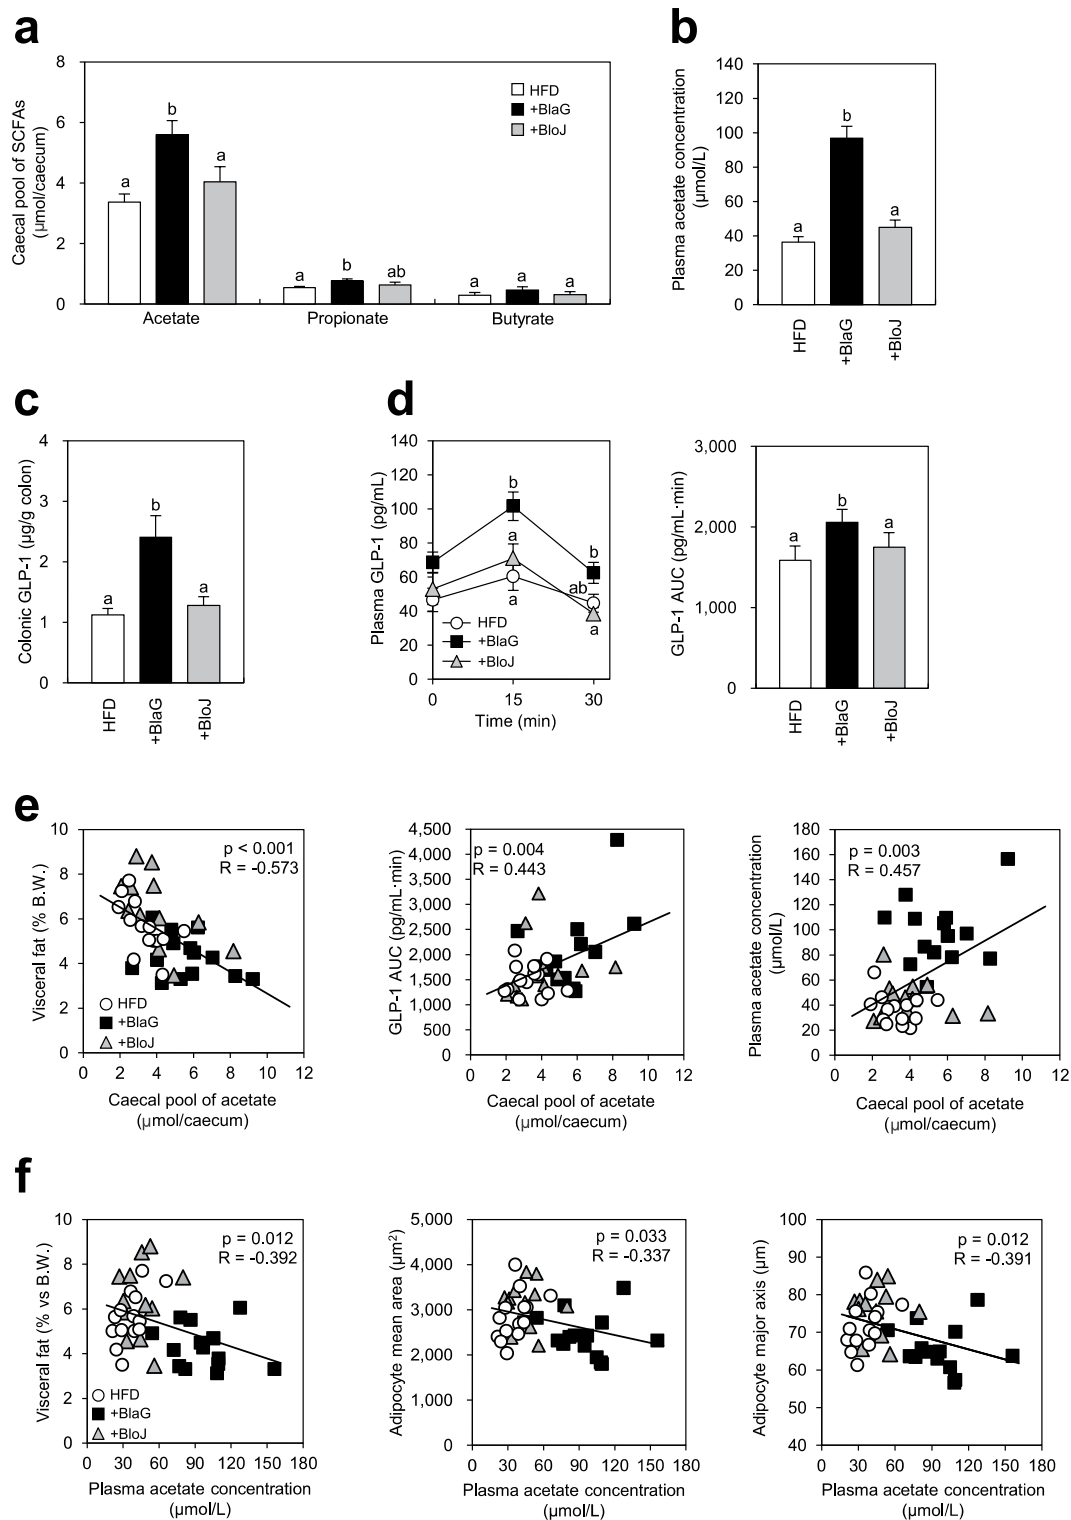 a
Caecal pool of SCFAs
(µmol/caecum)
8
6
4
2
0
HFD
+BlaG
+BloJ
a
b
a
a
b
ab
a
a
a
Acetate
Propionate
Butyrate
b
Plasma acetate concentration
(µmol/L)
140
120
100
80
60
40
20
0
a
b
a
HFD
+BlaG
+BloJ
c
Colonic GLP-1 (µg/g colon)
4
3
2
1
0
a
b
a
HFD
+BlaG
+BloJ
d
Plasma GLP-1 (pg/mL)
140
120
100
80
60
40
20
0
b
a
a
b
ab
a
HFD
+BlaG
+BloJ
0
15
30
Time (min)
GLP-1 AUC (pg/mL·min)
3,000
2,000
1,000
0
a
b
a
HFD
+BlaG
+BloJ
e
Visceral fat (% B.W.)
10
8
6
4
2
0
p < 0.001
R = -0.573
HFD
+BlaG
+BloJ
0 2 4 6 8 10 12
Caecal pool of acetate
(µmol/caecum)
GLP-1 AUC (pg/mL·min)
4,500
4,000
3,500
3,000
2,500
2,000
1,500
1,000
500
0
p = 0.004
R = 0.443
0 2 4 6 8 10 12
Caecal pool of acetate
(µmol/caecum)
Plasma acetate concentration
(µmol/L)
180
160
140
120
100
80
60
40
20
0
p = 0.003
R = 0.457
0 2 4 6 8 10 12
Caecal pool of acetate
(µmol/caecum)
f
Visceral fat (% vs B.W.)
10
8
6
4
2
0
p = 0.012
R = -0.392
HFD
+BlaG
+BloJ
0 30 60 90 120 150 180
Plasma acetate concentration
(µmol/L)
Adipocyte mean area (µm²)
5,000
4,000
3,000
2,000
1,000
0
p = 0.033
R = -0.337
0 30 60 90 120 150 180
Plasma acetate concentration
(µmol/L)
Adipocyte major axis (µm)
100
90
80
70
60
50
40
p = 0.012
R = -0.391
0 30 60 90 120 150 180
Plasma acetate concentration
(µmol/L)